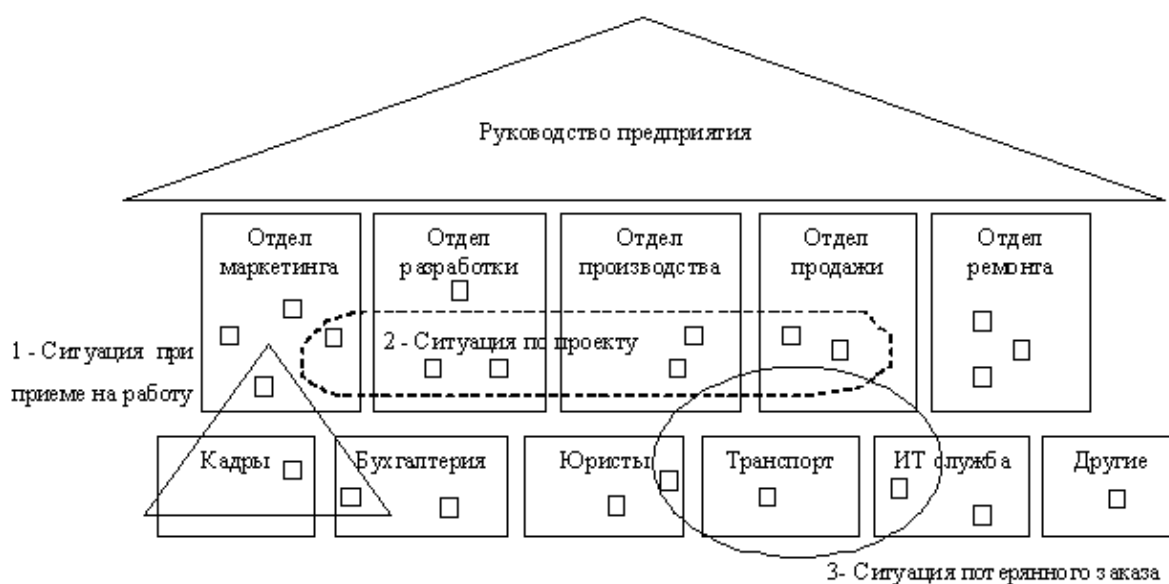 Руководство предприятия
Отдел
маркетинга
Отдел
разработки
Отдел
производства
Отдел
продажи
Отдел
ремонта
1 - Ситуация при
приеме на работу
2 - Ситуация по проекту
Кадры
Бухгалтерия
Юристы
Транспорт
ИТ служба
Другие
3- Ситуация потерянного заказа